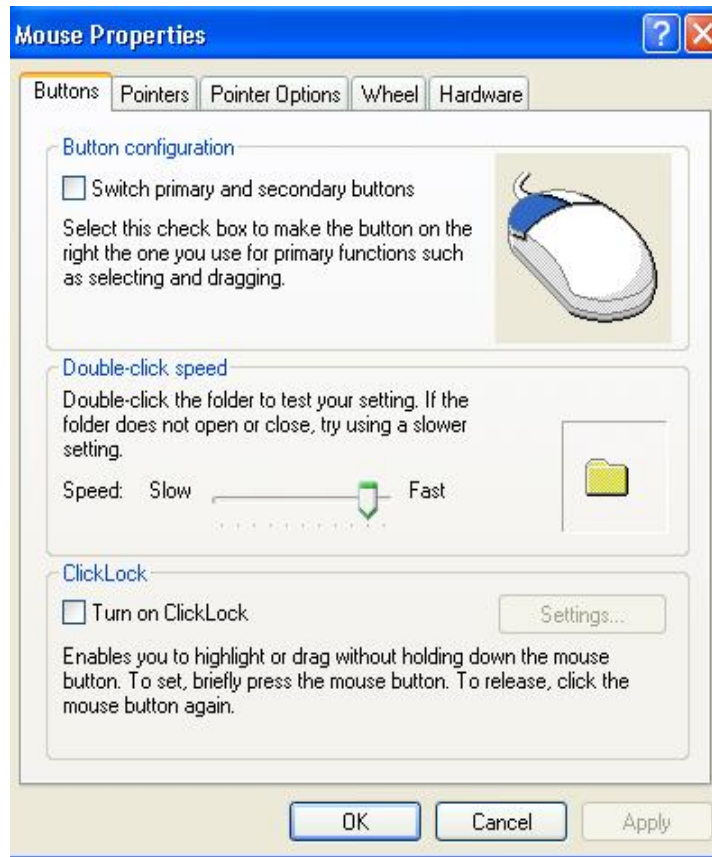 Mouse Properties
Buttons Pointers Pointer Options Wheel Hardware
Button configuration
Switch primary and secondary buttons
Select this check box to make the button on the
right the one you use for primary functions such
as selecting and dragging.
Double-click speed
Double-click the folder to test your setting. If the
folder does not open or close, try using a slower
setting.
Speed: Slow Fast
ClickLock
Turn on ClickLock Settings...
Enables you to highlight or drag without holding down the mouse
button. To set, briefly press the mouse button. To release, click the
mouse button again.
OK Cancel Apply